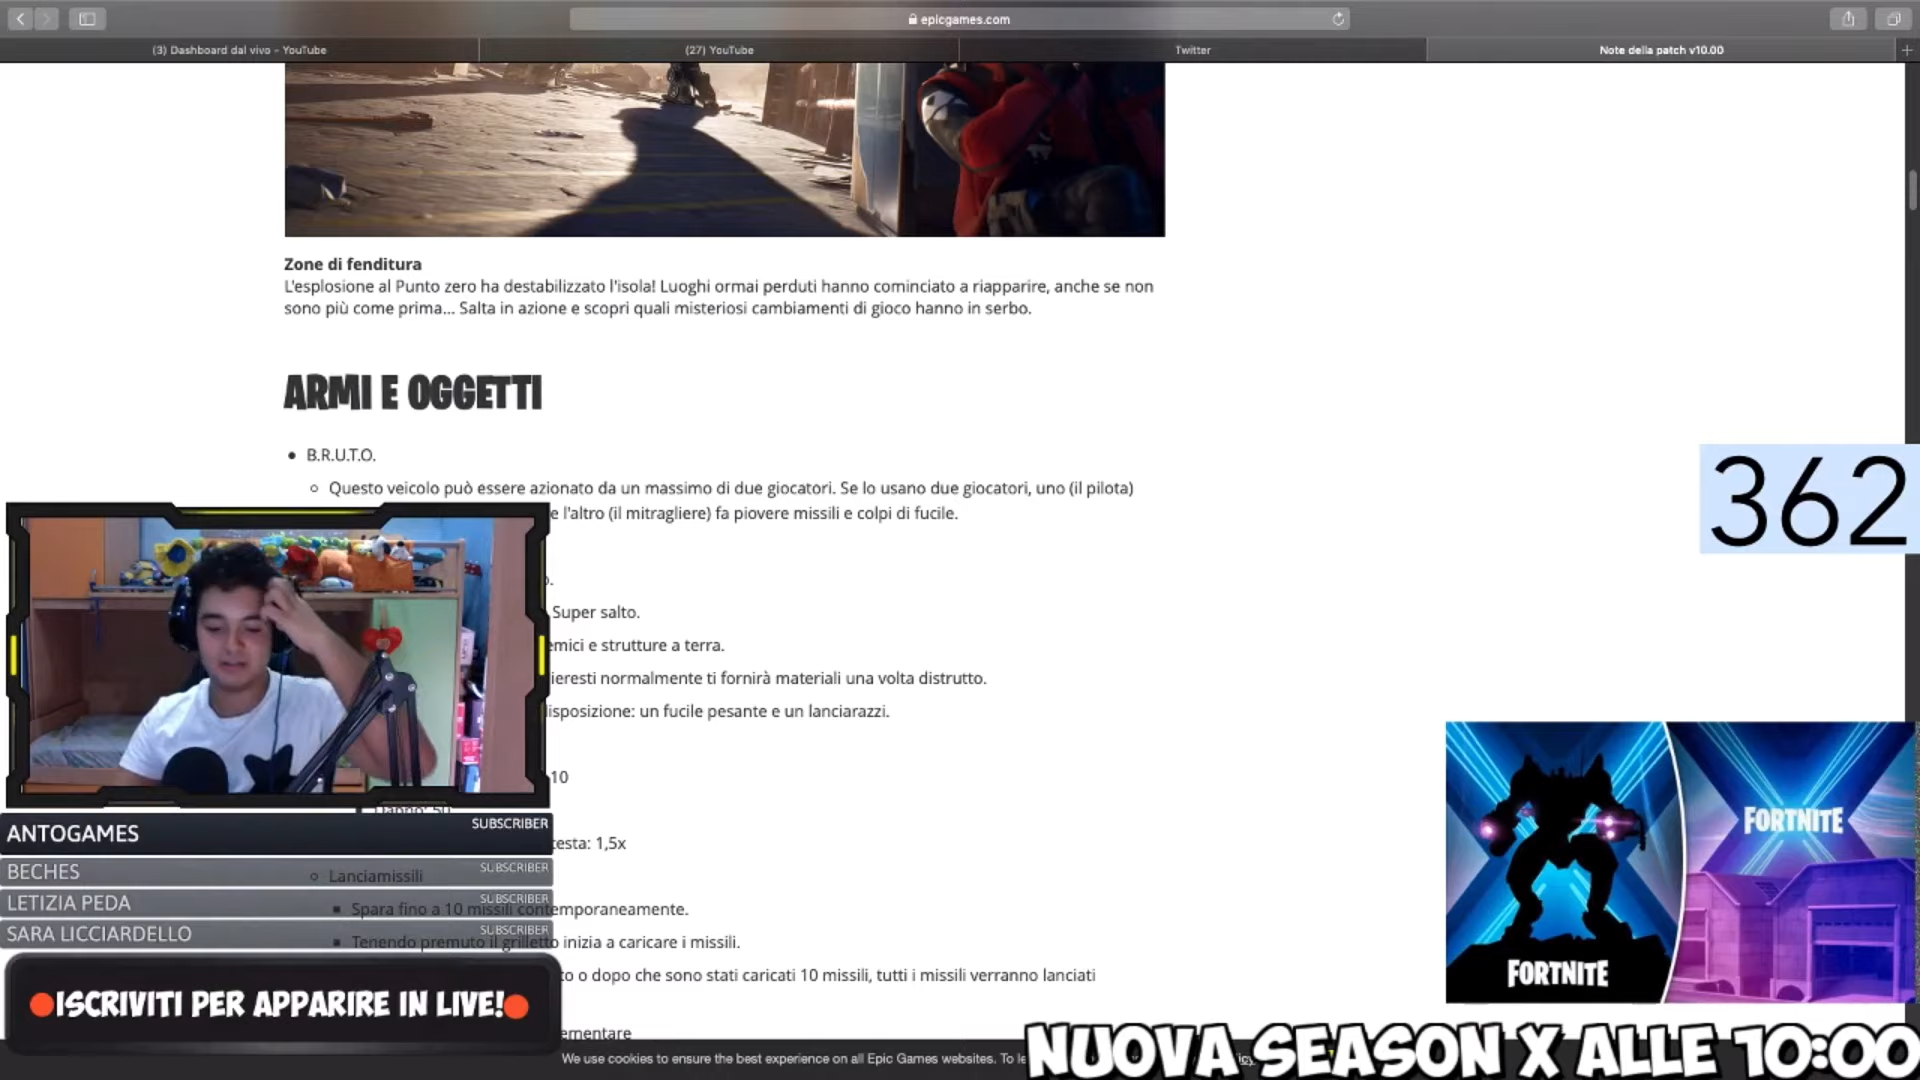 epicgames.com
(3) Dashboard dal vivo - YouTube
(27) YouTube
Twitter
Note della patch v10.00
Zone di fenditura
L'esplosione al Punto zero ha destabilizzato l'isola! Luoghi ormai perduti hanno cominciato a riapparire, anche se non
sono più come prima... Salta in azione e scopri quali misteriosi cambiamenti di gioco hanno in serbo.
ARMI E OGGETTI
B.R.U.T.O.
Questo veicolo può essere azionato da un massimo di due giocatori. Se lo usano due giocatori, uno (il pilota)
e l'altro (il mitragliere) fa piovere missili e colpi di fucile.
362
Super salto.
emici e strutture a terra.
ieresti normalmente ti fornirà materiali una volta distrutto.
disposizione: un fucile pesante e un lanciarazzi.
10
Danno: 50
testa: 1,5x
Lanciamissili
Spara fino a 10 missili contemporaneamente.
Tenendo premuto il grilletto inizia a caricare i missili.
to o dopo che sono stati caricati 10 missili, tutti i missili verranno lanciati
ementare
ANTOGAMES SUBSCRIBER
BECHES SUBSCRIBER
LETIZIA PEDA SUBSCRIBER
SARA LICCIARDELLO SUBSCRIBER
ISCRIVITI PER APPARIRE IN LIVE!
FORTNITE
FORTNITE
We use cookies to ensure the best experience on all Epic Games websites. To le
NUOVA SEASON X ALLE 10:00